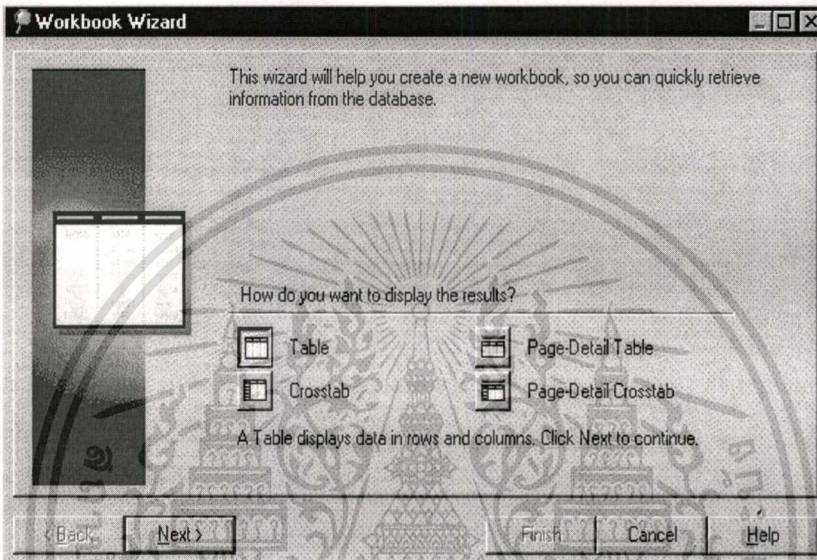 Workbook Wizard
This wizard will help you create a new workbook, so you can quickly retrieve
information from the database.
How do you want to display the results?
Table
Page-Detail Table
Crosstab
Page-Detail Crosstab
A Table displays data in rows and columns. Click Next to continue.
< Back
Next >
Finish
Cancel
Help